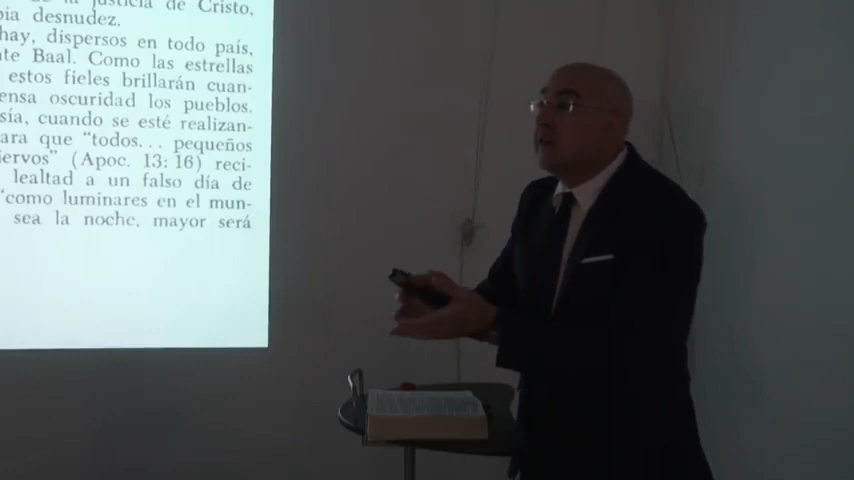 justicia de Cristo,
pia desnudez.
hay, dispersos en todo país,
te Baal. Como las estrellas
estos fieles brillarán cuan-
ensa oscuridad los pueblos.
sía, cuando se esté realizan-
ara que "todos... pequeños
iervos" (Apoc. 13:16) reci-
lealtad a un falso día de
"como luminares en el mun-
sea la noche, mayor será